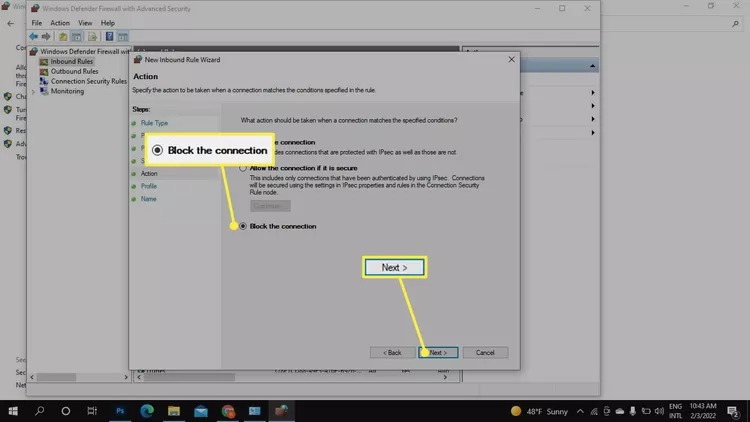 Windows Defender Firewall with Advanced Security
File Action View Help
Windows Defender Firewall with
Inbound Rules
Outbound Rules
Connection Security Rules
Monitoring
Inbound Rules
Actions
New Inbound Rule Wizard
Action
Specify the action to be taken when a connection matches the conditions specified in the rule.
Steps:
Rule Type
Action
Profile
Name
What action should be taken when a connection matches the specified conditions?
connection
connections that are protected with IPsec as well as those are not
Allow the connection if it is secure
This includes only connections that have been authenticated by using IPsec. Connections
will be secured using the settings in IPsec properties and rules in the Connection Security
Rule node.
Customize...
Block the connection
Block the connection
Next >
< Back
Next >
Cancel
48°F Sunny
ENG
INTL
10:43 AM
2/3/2022